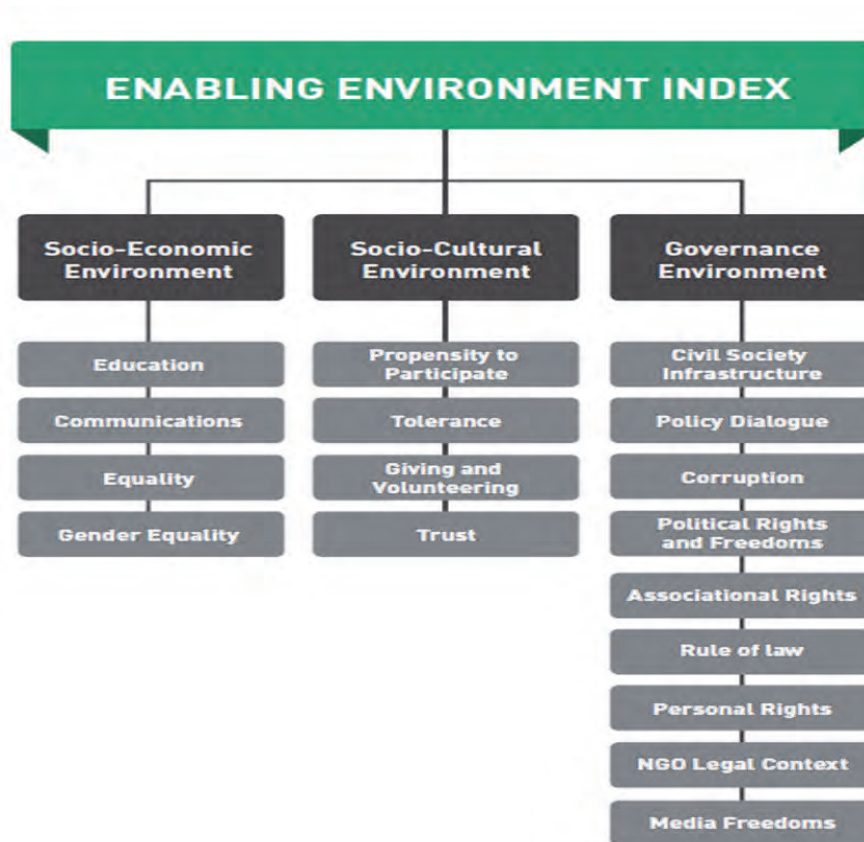 ENABLING ENVIRONMENT INDEX
Socio-Economic
Environment
Education
Communications
Equality
Gender Equality
Socio-Cultural
Environment
Propensity to
Participate
Tolerance
Giving and
Volunteering
Trust
Governance
Environment
Civil Society
Infrastructure
Policy Dialogue
Corruption
Political Rights
and Freedoms
Associational Rights
Rule of law
Personal Rights
NGO Legal Context
Media Freedoms